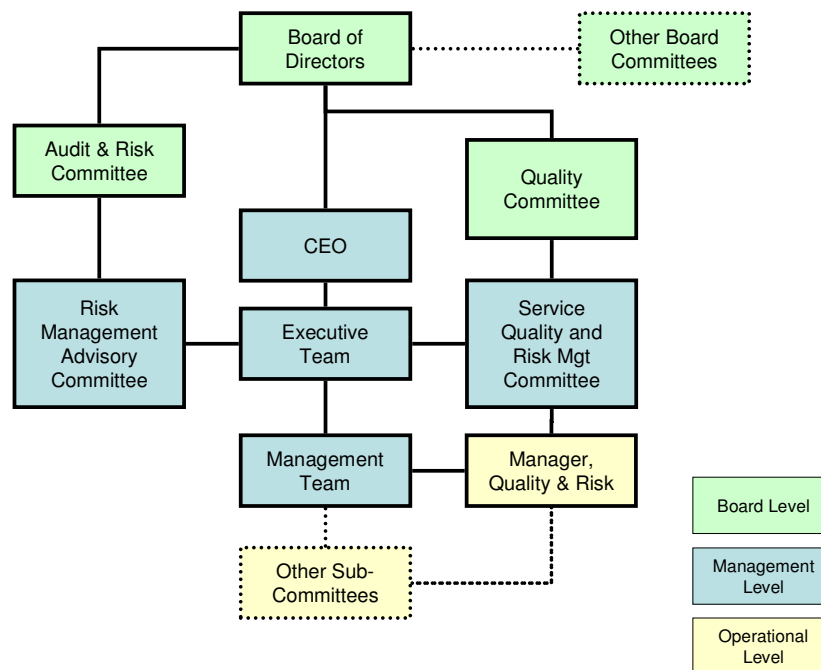 Board of
Directors
Other Board
Committees
Audit & Risk
Committee
Quality
Committee
CEO
Risk
Management
Advisory
Committee
Executive
Team
Service
Quality and
Risk Mgt
Committee
Management
Team
Manager,
Quality & Risk
Other Sub-
Committees
Board Level
Management
Level
Operational
Level